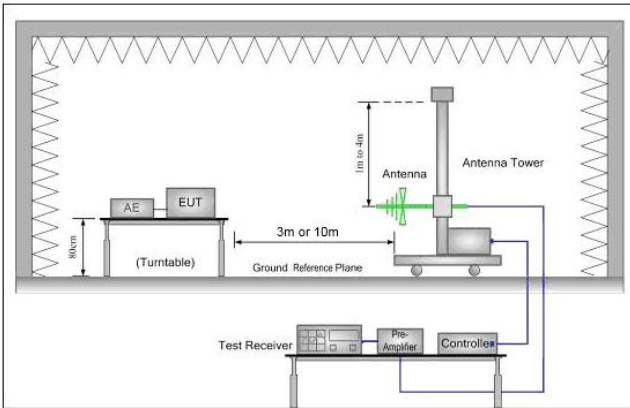 1m to 4m
Antenna
Antenna Tower
AE
EUT
3m or 10m
80cm
(Turntable)
Ground Reference Plane
Test Receiver
Pre-
Amplifier
Controller